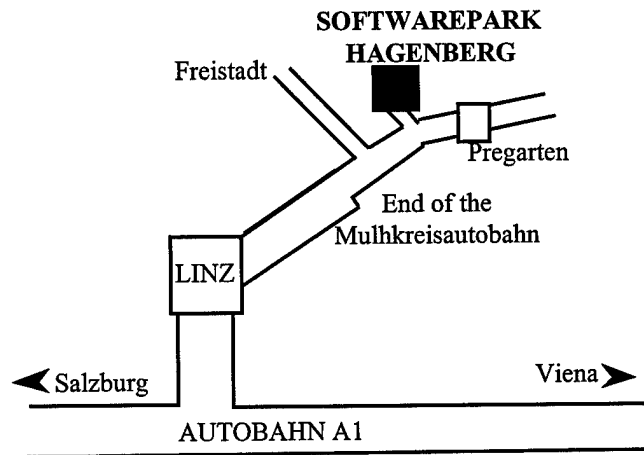 SOFTWAREPARK
HAGENBERG
Freistadt
Pregarten
End of the
Mulhkreisautobahn
LINZ
Salzburg
Viena
AUTOBAHN A1